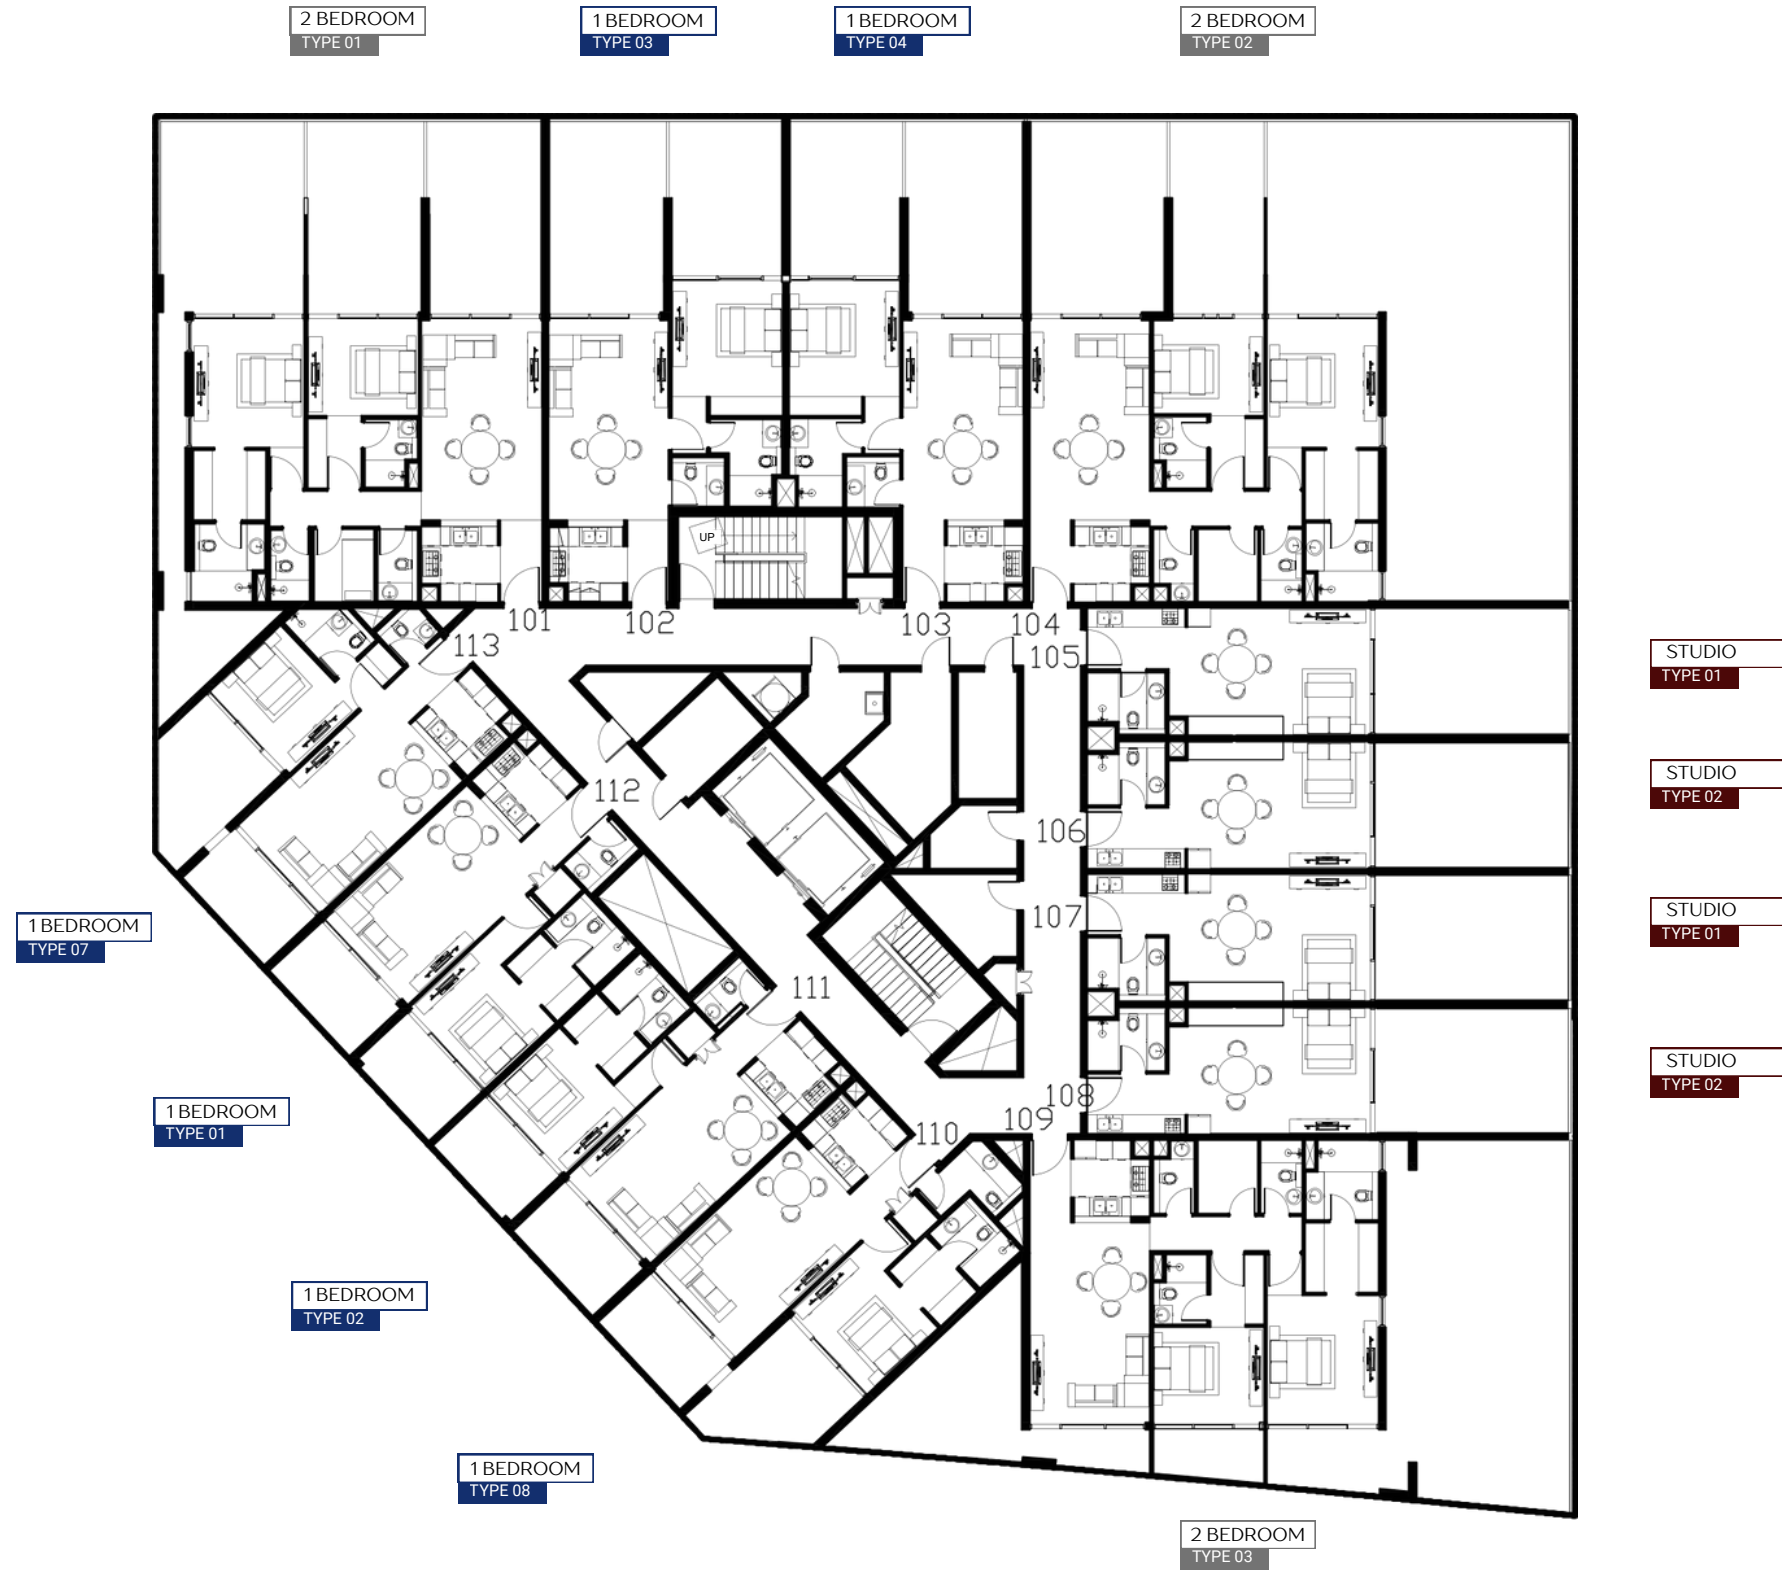 2 BEDROOM
TYPE 01
1 BEDROOM
TYPE 03
1 BEDROOM
TYPE 04
2 BEDROOM
TYPE 02
UP
101
102
103
104
113
105
STUDIO
TYPE 01
112
STUDIO
TYPE 02
106
107
STUDIO
TYPE 01
1 BEDROOM
TYPE 07
111
STUDIO
TYPE 02
108
109
110
1 BEDROOM
TYPE 01
1 BEDROOM
TYPE 02
1 BEDROOM
TYPE 08
2 BEDROOM
TYPE 03